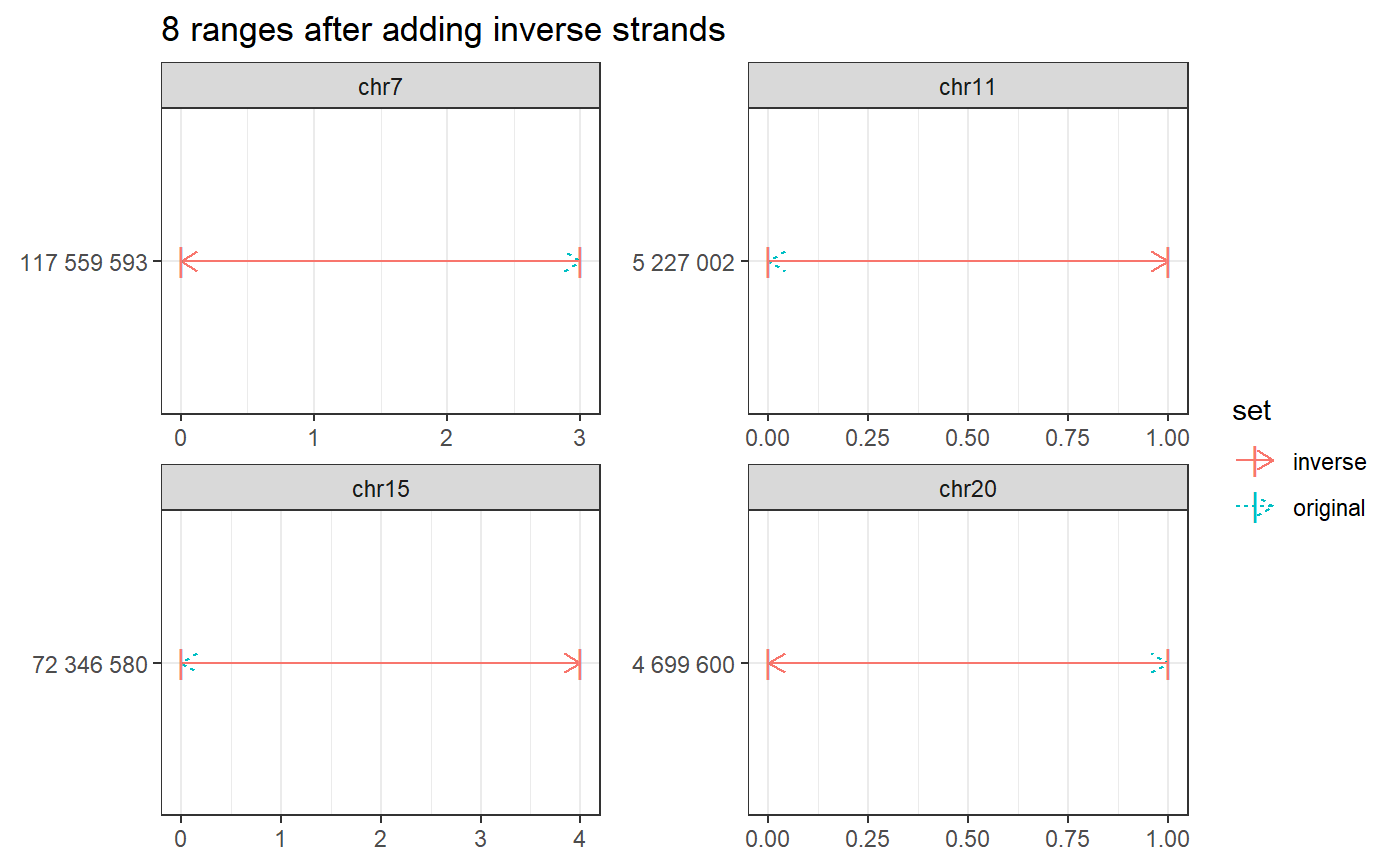 8 ranges after adding inverse strands
chr7
chr11
117 559 593
5 227 002
0 1 2 3
0.00 0.25 0.50 0.75 1.00
set
inverse
original
chr15
chr20
72 346 580
4 699 600
0 1 2 3 4
0.00 0.25 0.50 0.75 1.00